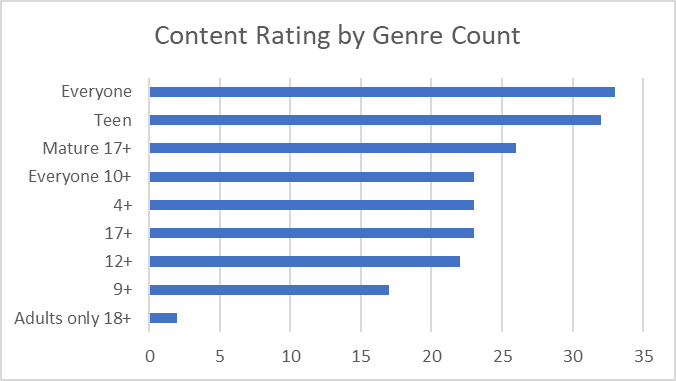 Content Rating by Genre Count
Everyone
Teen
Mature 17+
Everyone 10+
4+
17+
12+
9+
Adults only 18+
0 5 10 15 20 25 30 35